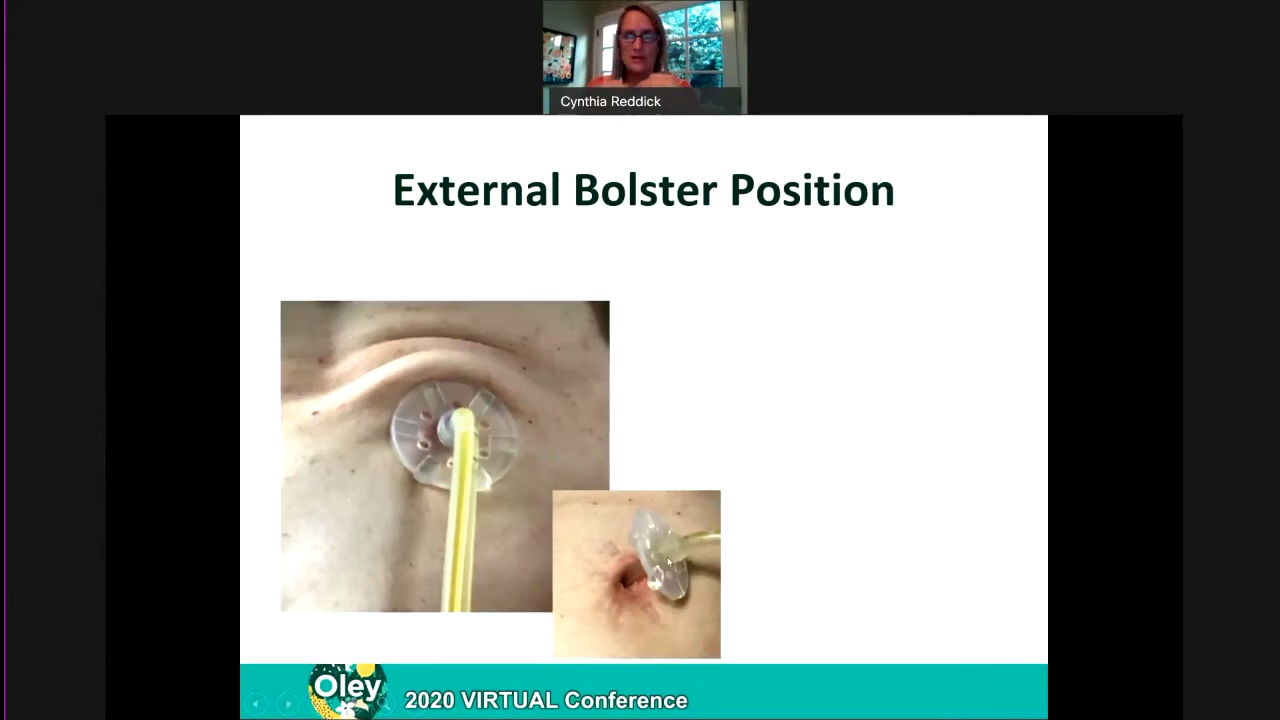 Cynthia Reddick
External Bolster Position
Oley
2020 VIRTUAL Conference